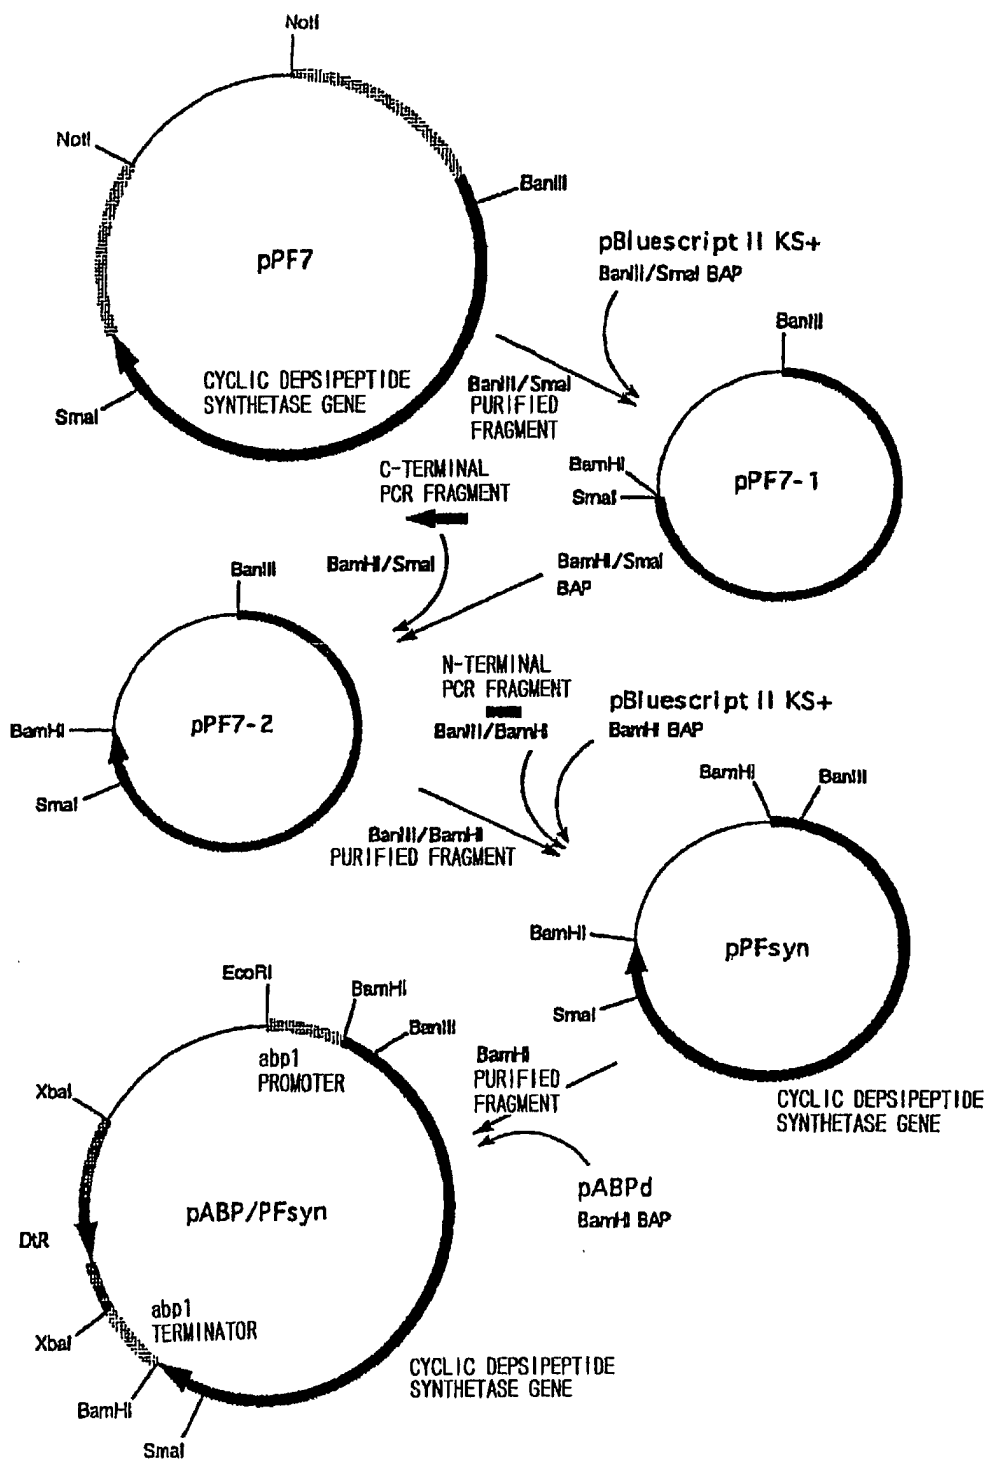 NotI
NotI
BanIII
pPF7
pBluescript II KS+
BanIII/SmaI BAP
BanIII
CYCLIC DEPSIPEPTIDE
SYNTHETASE GENE
SmaI
BanIII/SmaI
PURIFIED
FRAGMENT
C-TERMINAL
PCR FRAGMENT
BamHI
SmaI
pPF7-1
BamHI/SmaI
BamHI/SmaI
BAP
BanIII
N-TERMINAL
PCR FRAGMENT
BanIII/BamHI
pBluescript II KS+
BamHI BAP
pPF7-2
BamHI
SmaI
BamHI
BanIII
BanIII/BamHI
PURIFIED FRAGMENT
BamHI
pPFsyn
SmaI
EcoRI
BamHI
BanIII
abp1
PROMOTER
BamHI
PURIFIED
FRAGMENT
CYCLIC DEPSIPEPTIDE
SYNTHETASE GENE
XbaI
pABPd
BamHI BAP
pABP/PFsyn
DtR
abp1
TERMINATOR
XbaI
CYCLIC DEPSIPEPTIDE
SYNTHETASE GENE
BamHI
SmaI